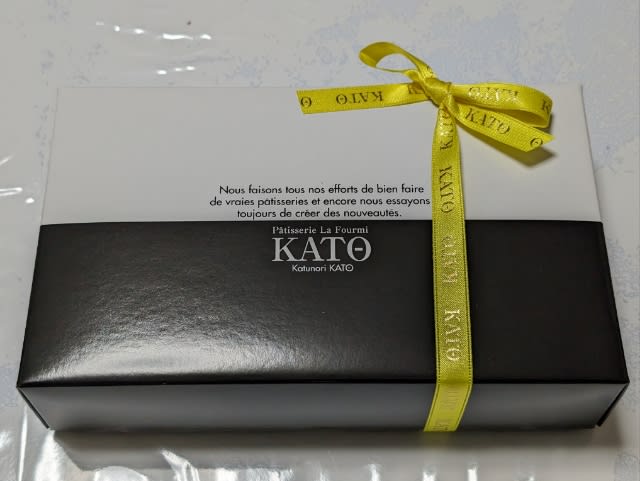 Nous faisons tous nos efforts de bien faire
de vraies pâtisseries et encore nous essayons
toujours de créer des nouveautés.
Pâtisserie La Fourmi
KATO
Katunori KATO
KATO
KATO
KATO
KATO
KATO